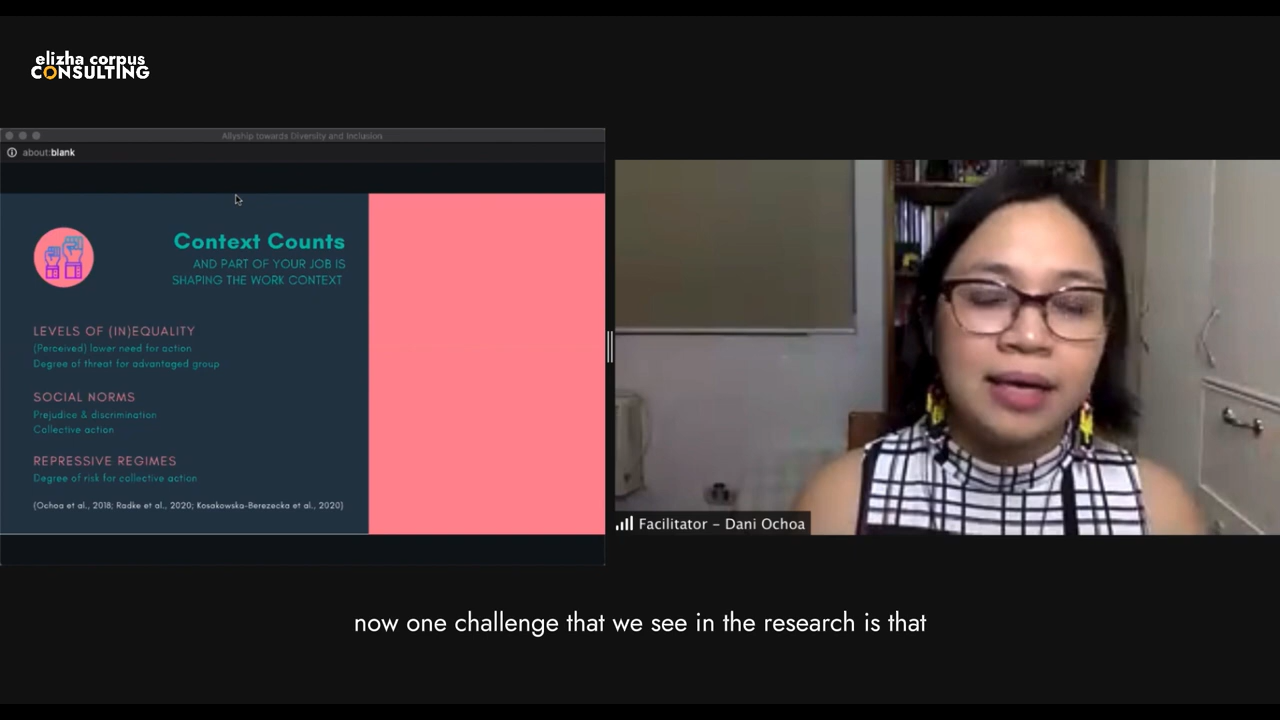 elizha corpus
CONSULTING
Allyship towards Diversity and Inclusion
about:blank
Context Counts
AND PART OF YOUR JOB IS
SHAPING THE WORK CONTEXT
LEVELS OF (IN)EQUALITY
(Perceived) lower need for action
Degree of threat for advantaged group
SOCIAL NORMS
Prejudice & discrimination
Collective action
REPRESSIVE REGIMES
Degree of risk for collective action
(Ochoa et al., 2018; Radke et al., 2020; Kosakowska-Berezecka et al., 2020)
Facilitator - Dani Ochoa
now one challenge that we see in the research is that